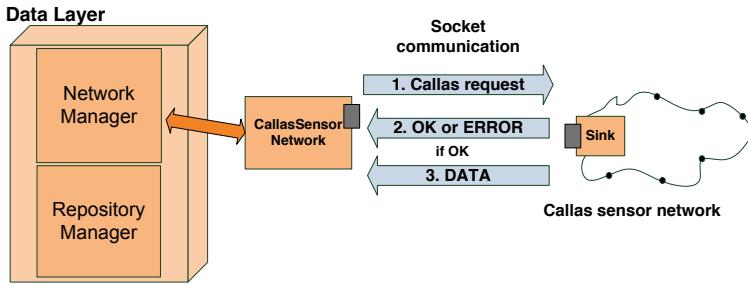 Data Layer
Network
Manager
Repository
Manager
CallasSensor
Network
Socket
communication
1. Callas request
2. OK or ERROR
if OK
3. DATA
Sink
Callas sensor network